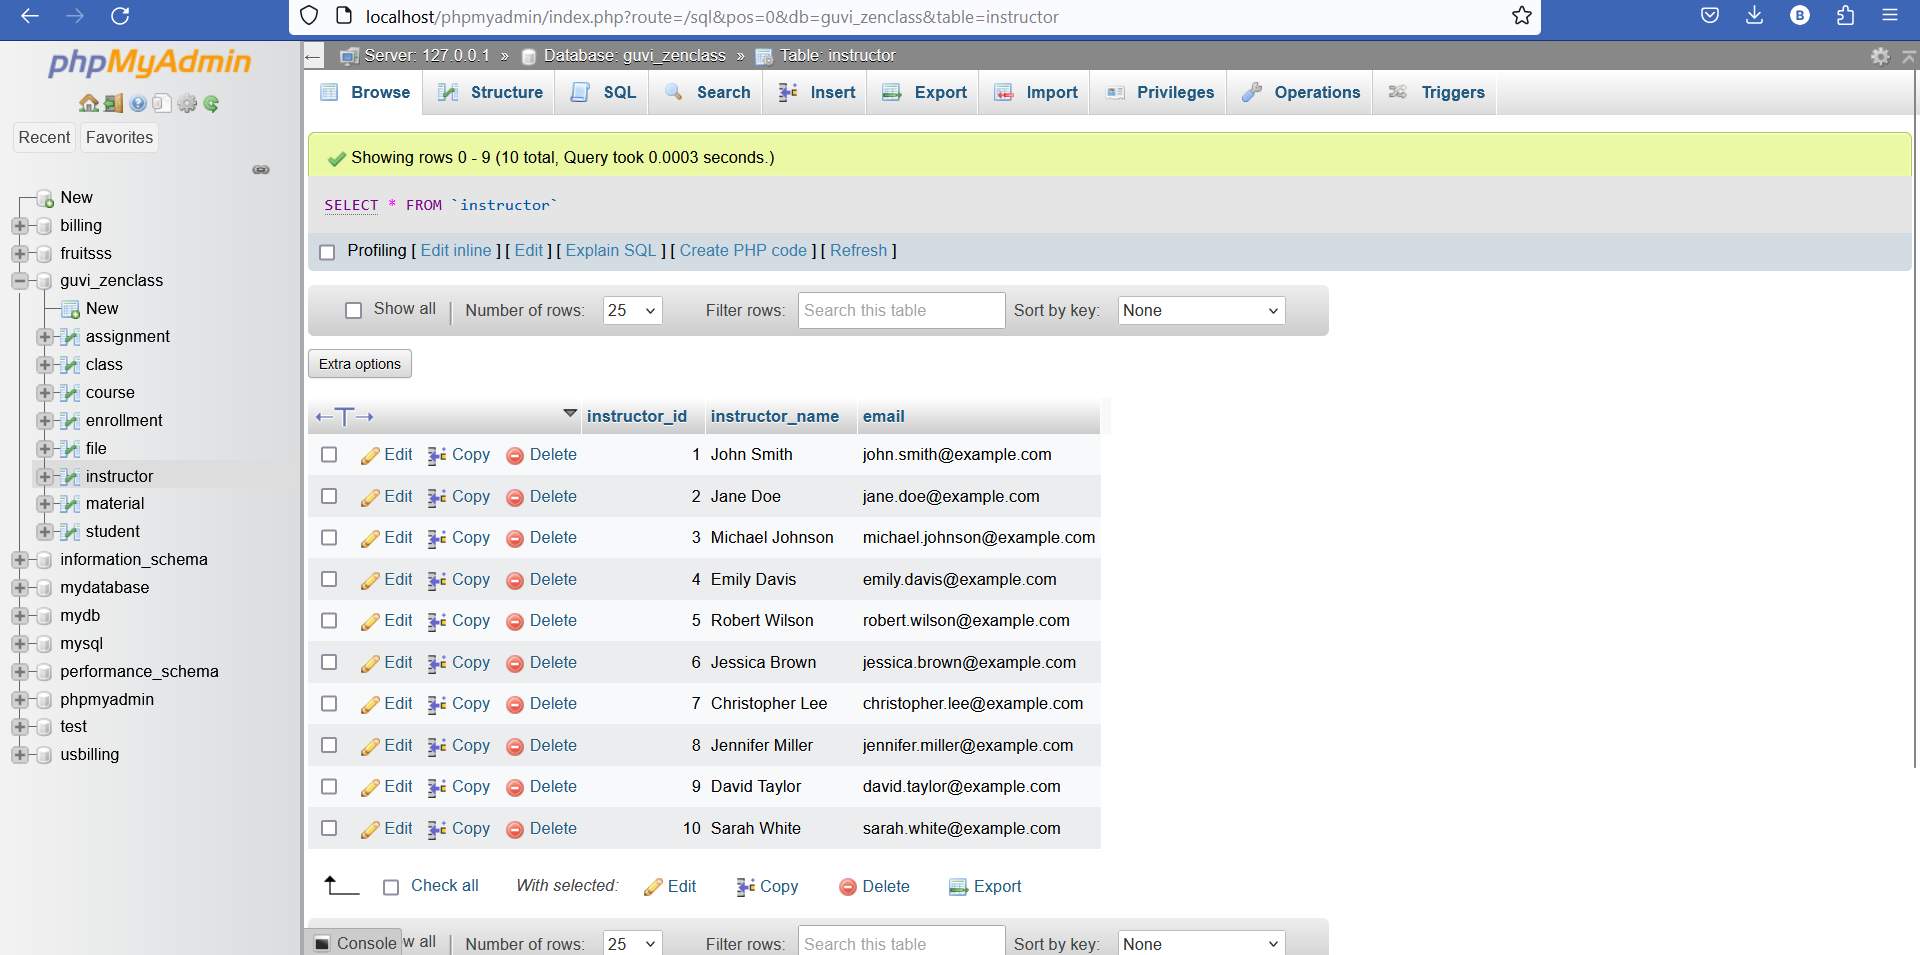 localhost/phpmyadmin/index.php?route=/sql&pos=0&db=guvi_zenclass&table=instructor
B
phpMyAdmin
Recent Favorites
New
billing
fruitsss
guvi_zenclass
New
assignment
class
course
enrollment
file
instructor
material
student
information_schema
mydatabase
mydb
mysql
performance_schema
phpmyadmin
test
usbilling
Server: 127.0.0.1 » Database: guvi_zenclass » Table: instructor
Browse Structure SQL Search Insert Export Import Privileges Operations Triggers
Showing rows 0 - 9 (10 total, Query took 0.0003 seconds.)
SELECT * FROM `instructor`
Profiling [ Edit inline ] [ Edit ] [ Explain SQL ] [ Create PHP code ] [ Refresh ]
Show all Number of rows: 25 Filter rows: Search this table Sort by key: None
Extra options
←T→ instructor_id instructor_name email
Edit Copy Delete 1 John Smith john.smith@example.com
Edit Copy Delete 2 Jane Doe jane.doe@example.com
Edit Copy Delete 3 Michael Johnson michael.johnson@example.com
Edit Copy Delete 4 Emily Davis emily.davis@example.com
Edit Copy Delete 5 Robert Wilson robert.wilson@example.com
Edit Copy Delete 6 Jessica Brown jessica.brown@example.com
Edit Copy Delete 7 Christopher Lee christopher.lee@example.com
Edit Copy Delete 8 Jennifer Miller jennifer.miller@example.com
Edit Copy Delete 9 David Taylor david.taylor@example.com
Edit Copy Delete 10 Sarah White sarah.white@example.com
Check all With selected: Edit Copy Delete Export
Console w all Number of rows: 25 Filter rows: Search this table Sort by key: None